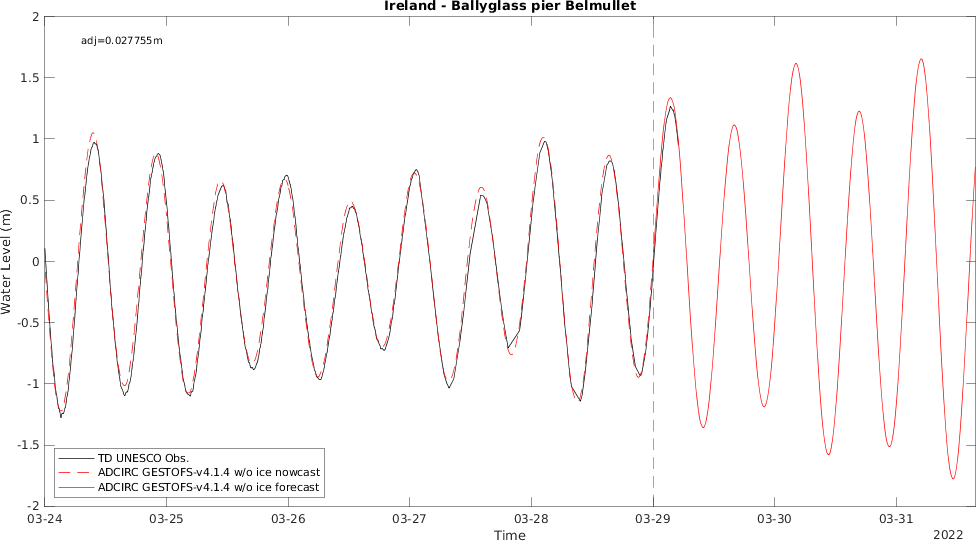 Ireland - Ballyglass pier Belmullet
adj=0.027755m
2
1.5
1
0.5
0
-0.5
-1
-1.5
-2
Water Level (m)
TD UNESCO Obs.
ADCIRC GESTOFS-v4.1.4 w/o ice nowcast
ADCIRC GESTOFS-v4.1.4 w/o ice forecast
03-24 03-25 03-26 03-27 03-28 03-29 03-30 03-31
Time
2022